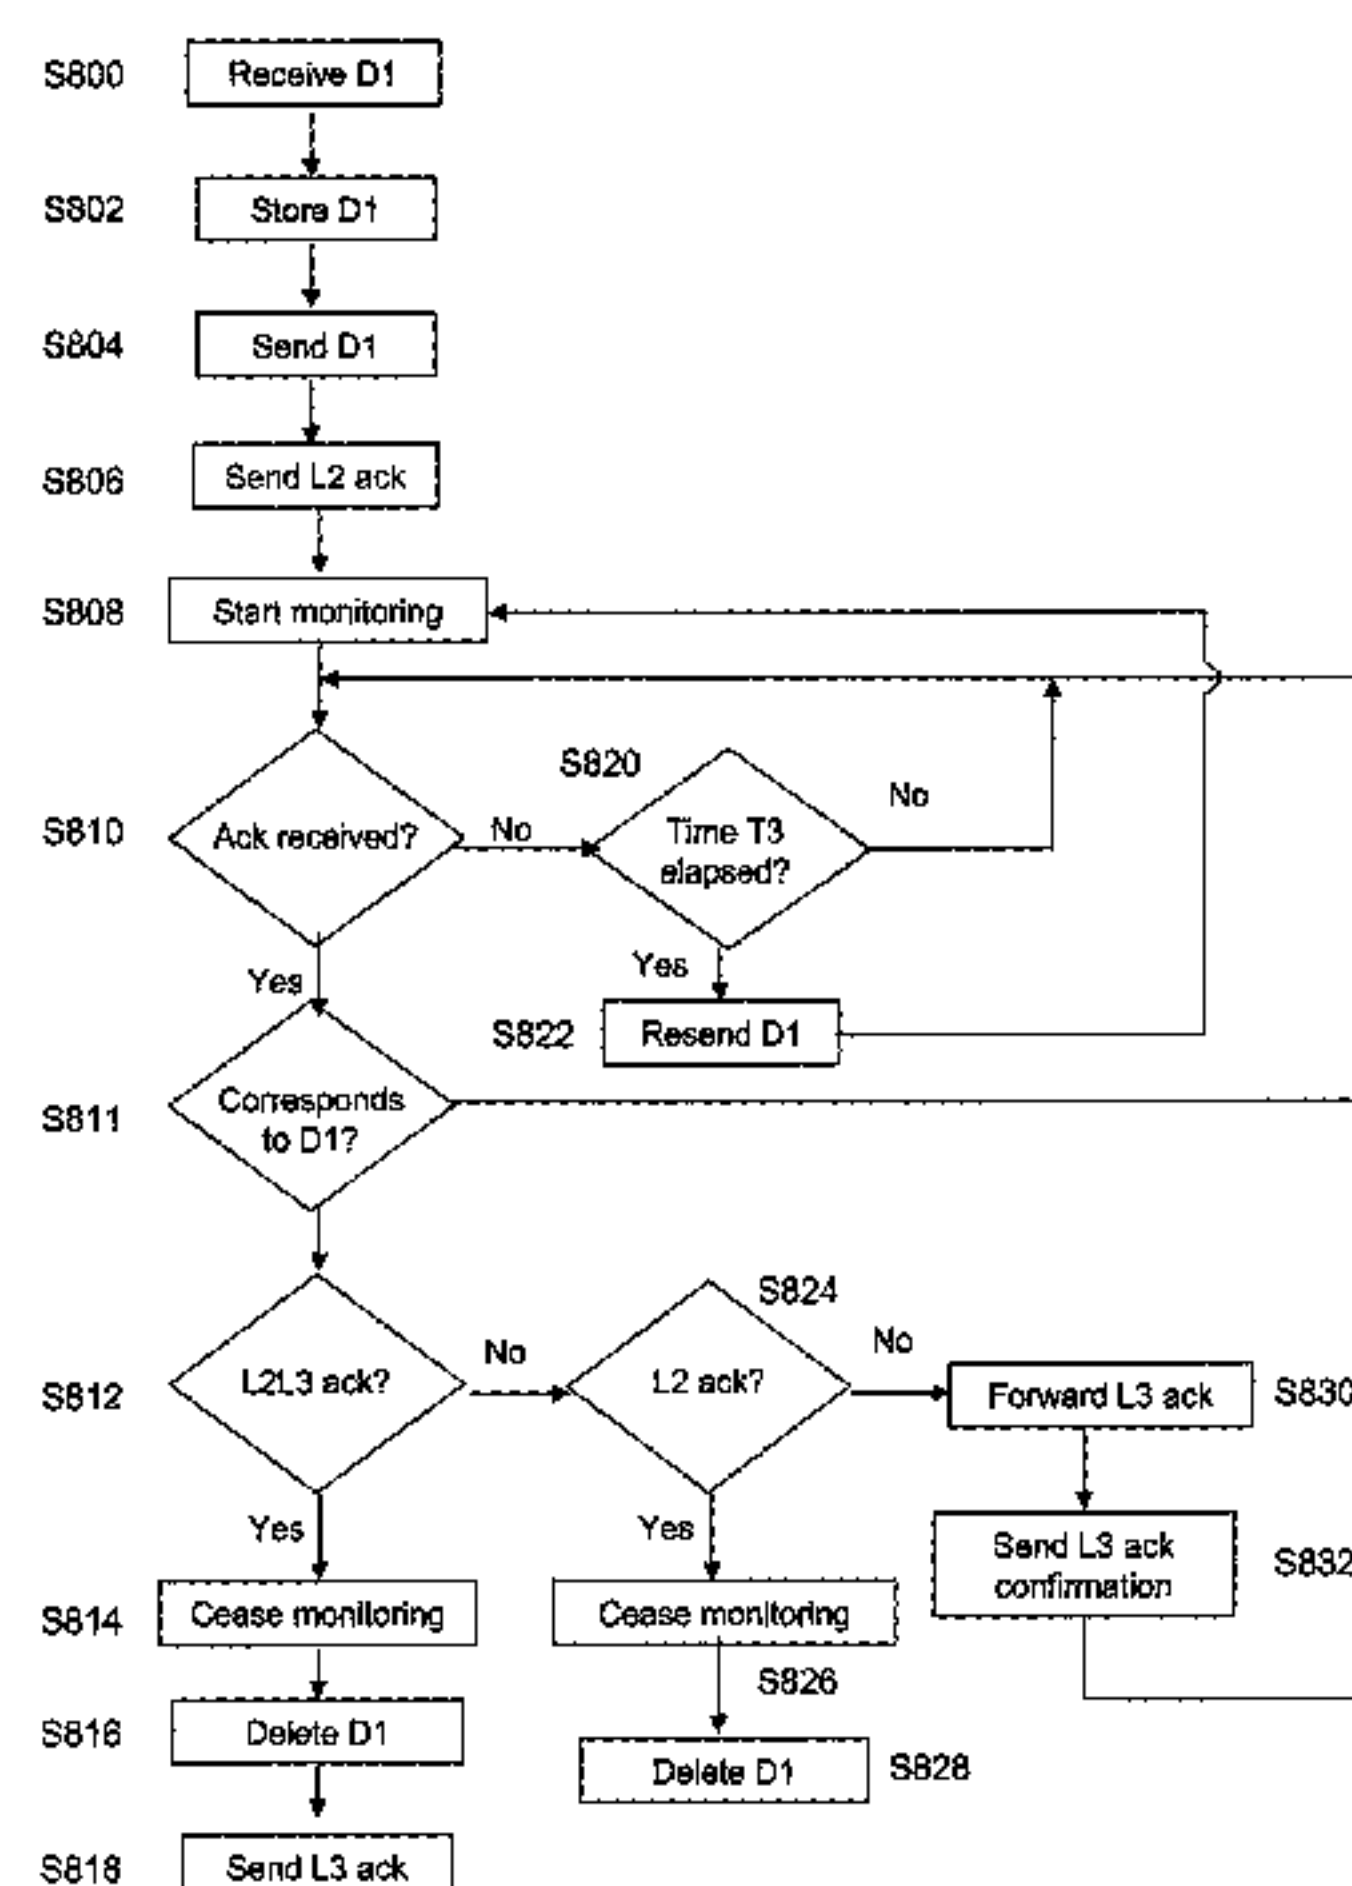 S800
Receive D1
S802
Store D1
S804
Send D1
S806
Send L2 ack
S808
Start monitoring
S810
Ack received?
No
S820
Time T3
elapsed?
No
Yes
Yes
S822
Resend D1
S811
Corresponds
to D1?
S812
L2L3 ack?
No
S824
L2 ack?
No
Forward L3 ack
S830
Yes
Yes
Send L3 ack
confirmation
S832
S814
Cease monitoring
Cease monitoring
S826
S816
Delete D1
Delete D1
S828
S818
Send L3 ack